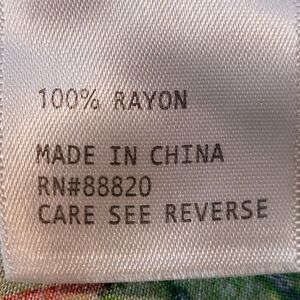 100% RAYON
MADE IN CHINA
RN#88820
CARE SEE REVERSE